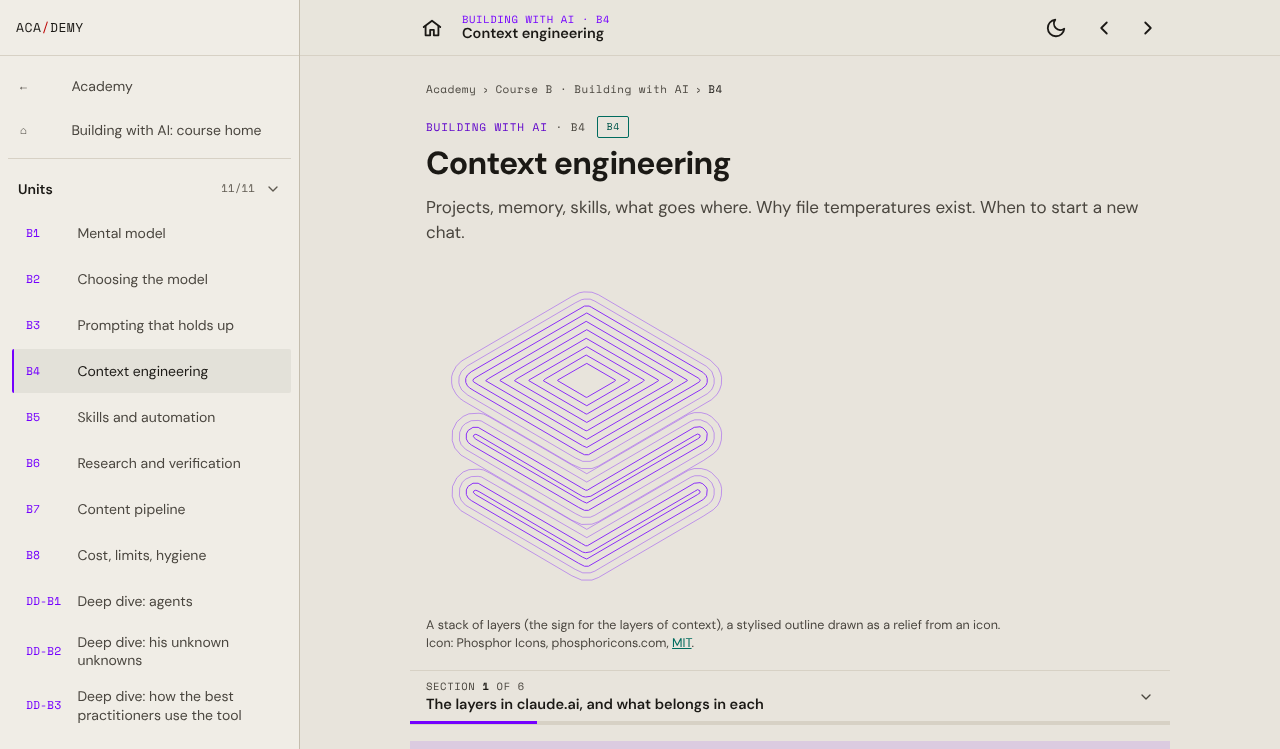 ACA/DEMY
← Academy
⌂ Building with AI: course home
Units 11/11
B1 Mental model
B2 Choosing the model
B3 Prompting that holds up
B4 Context engineering
B5 Skills and automation
B6 Research and verification
B7 Content pipeline
B8 Cost, limits, hygiene
DD-B1 Deep dive: agents
DD-B2 Deep dive: his unknown
unknowns
DD-B3 Deep dive: how the best
practitioners use the tool
BUILDING WITH AI · B4
Context engineering
Academy › Course B · Building with AI › B4
BUILDING WITH AI · B4 B4
Context engineering
Projects, memory, skills, what goes where. Why file temperatures exist. When to start a new
chat.
A stack of layers (the sign for the layers of context), a stylised outline drawn as a relief from an icon.
Icon: Phosphor Icons, phosphoricons.com, MIT.
SECTION 1 OF 6
The layers in claude.ai, and what belongs in each